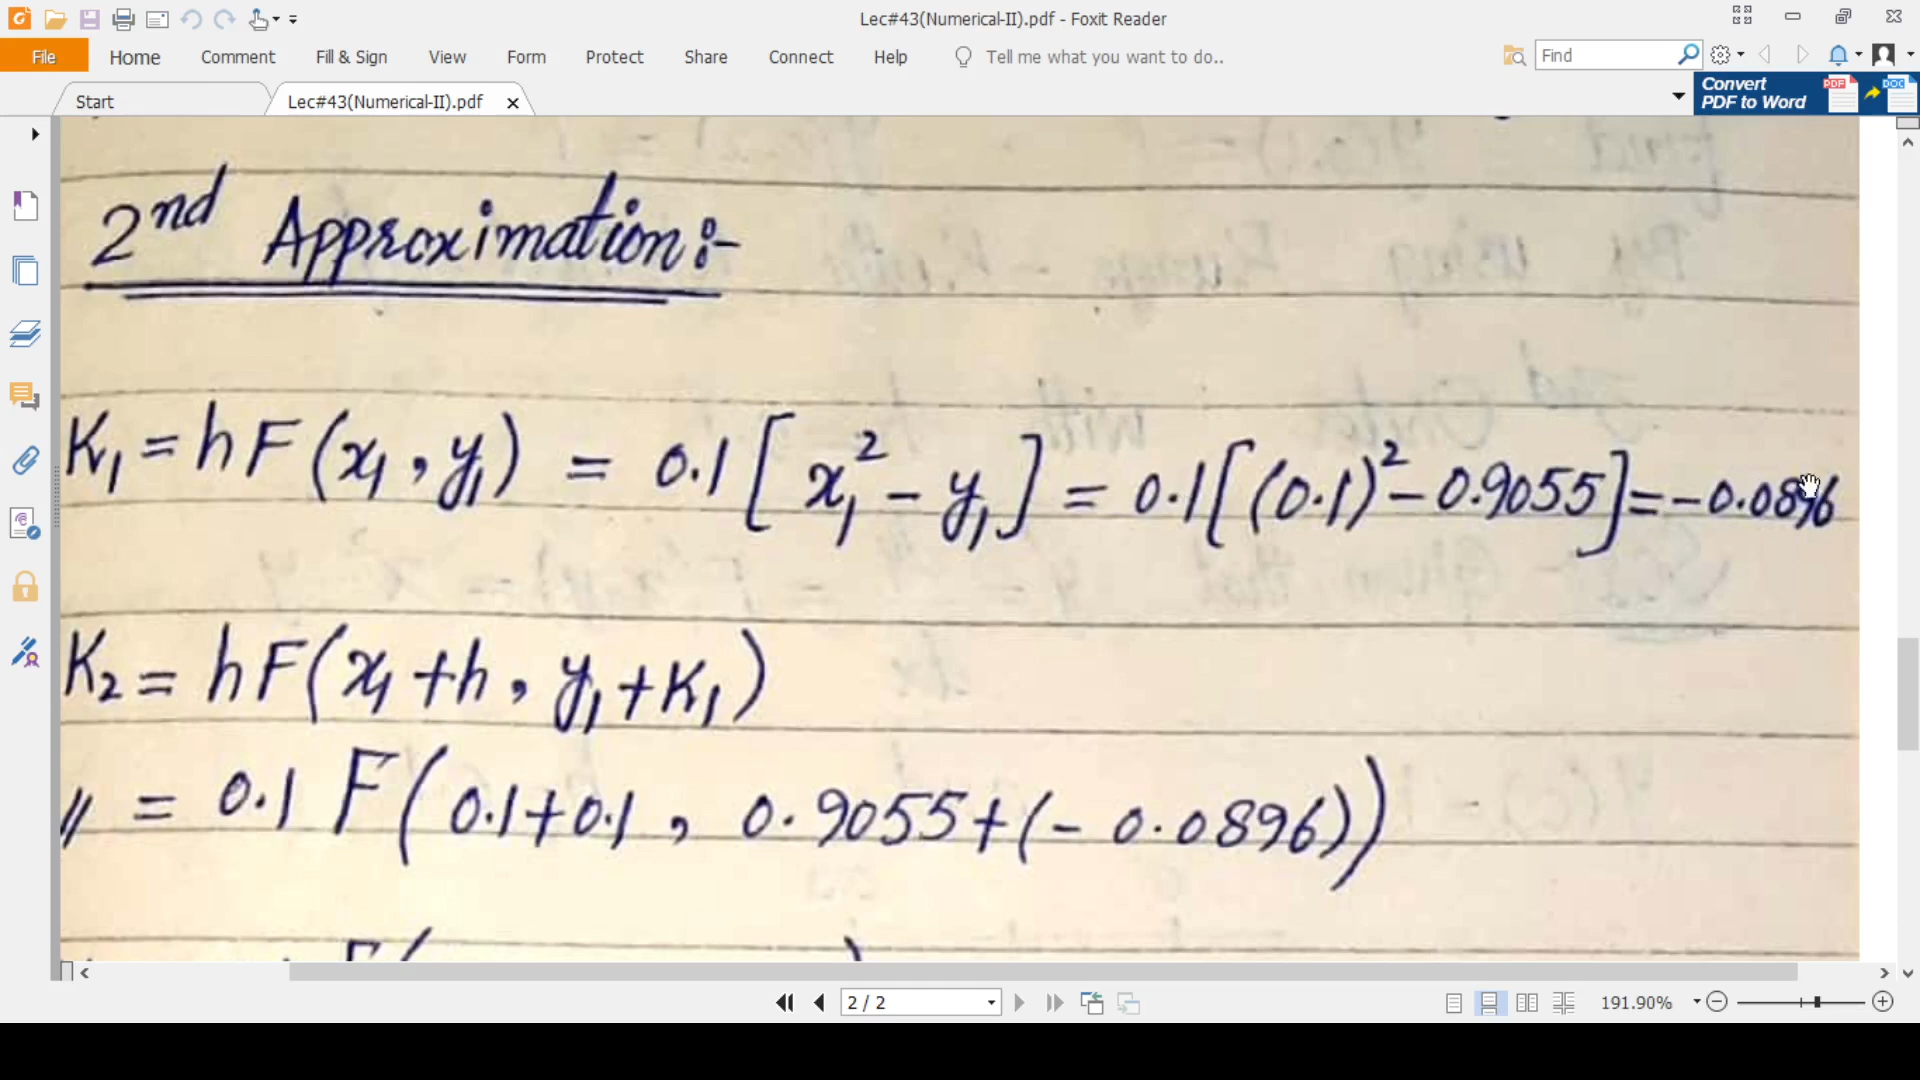 Lec#43(Numerical-II).pdf - Foxit Reader
File Home Comment Fill & Sign View Form Protect Share Connect Help Tell me what you want to do.. Find
Start Lec#43(Numerical-II).pdf
Convert PDF to Word PDF DOC
2nd Approximation:-
K₁ = hF(x₁, y₁) = 0.1[x₁² - y₁] = 0.1[(0.1)² - 0.9055] = -0.0896
K₂ = hF(x₁+h, y₁+K₁)
〃 = 0.1 F(0.1+0.1, 0.9055+(-0.0896))
2 / 2 191.90%